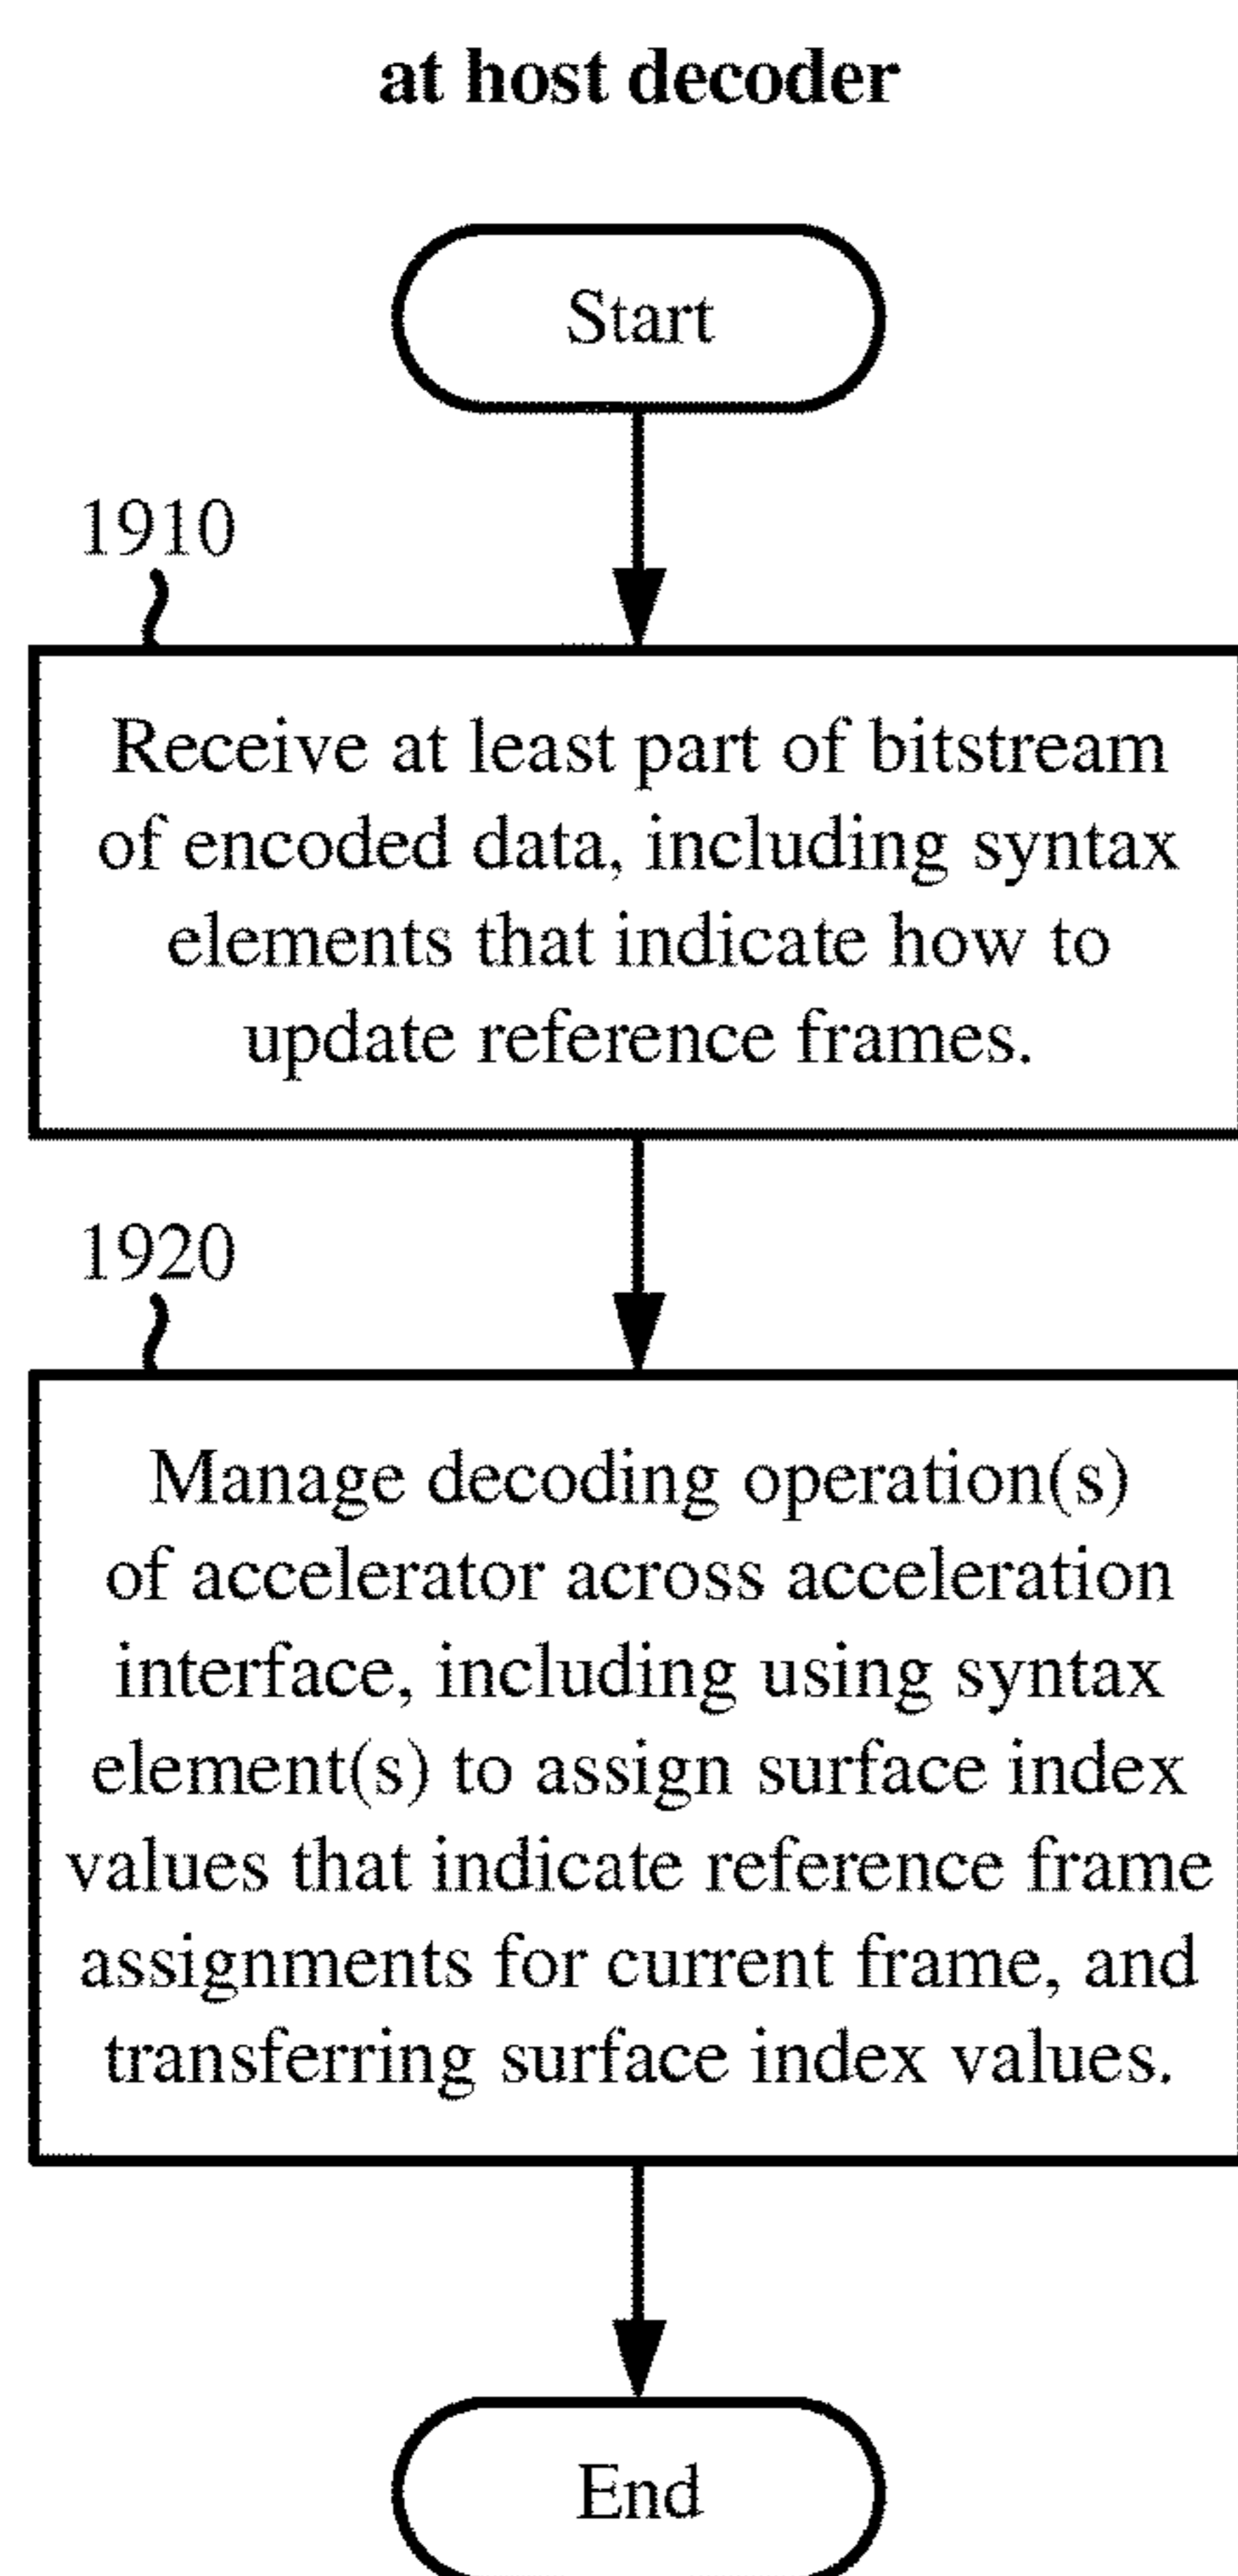 at host decoder
Start
1910
Receive at least part of bitstream
of encoded data, including syntax
elements that indicate how to
update reference frames.
1920
Manage decoding operation(s)
of accelerator across acceleration
interface, including using syntax
element(s) to assign surface index
values that indicate reference frame
assignments for current frame, and
transferring surface index values.
End